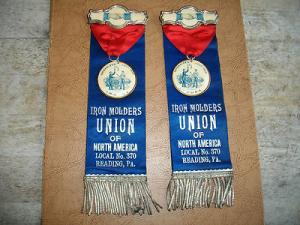 IRON MOLDERS
UNION
OF
NORTH AMERICA
LOCAL No. 370
READING, PA.
IRON MOLDERS
UNION
OF
NORTH AMERICA
LOCAL No. 370
READING, PA.